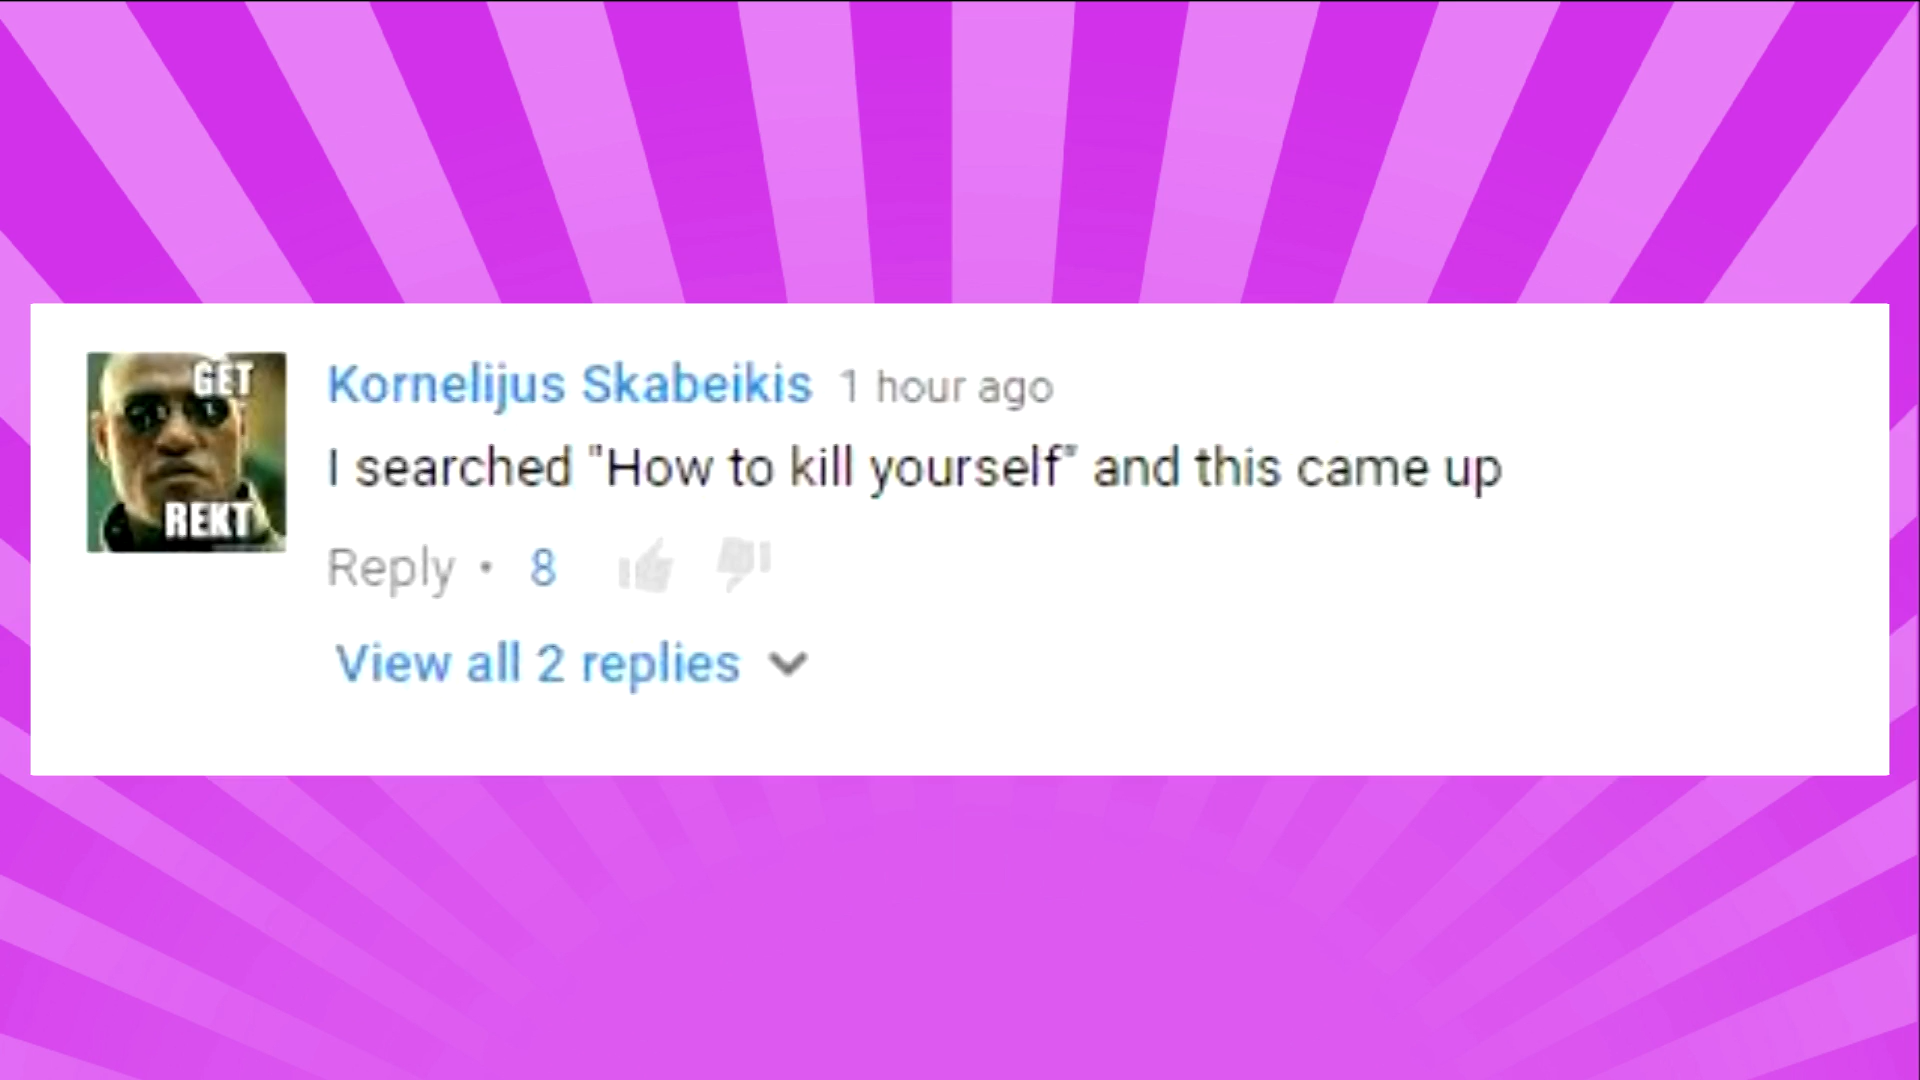 GET
REKT
Kornelijus Skabeikis 1 hour ago
I searched "How to kill yourself" and this came up
Reply • 8
View all 2 replies